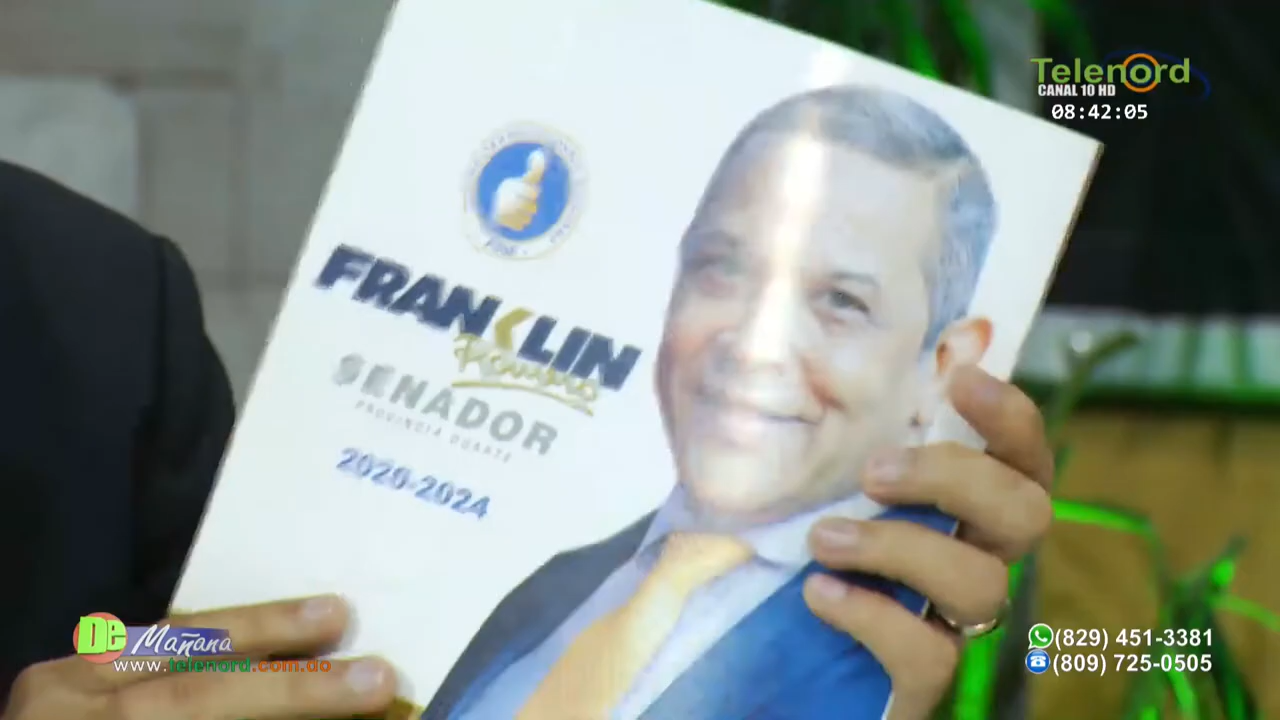 Telenord
CANAL 10 HD
08:42:05
FRANKLIN
Romero
SENADOR
PROVINCIA DUARTE
2020-2024
De Mañana
www.telenord.com.do
(829) 451-3381
(809) 725-0505